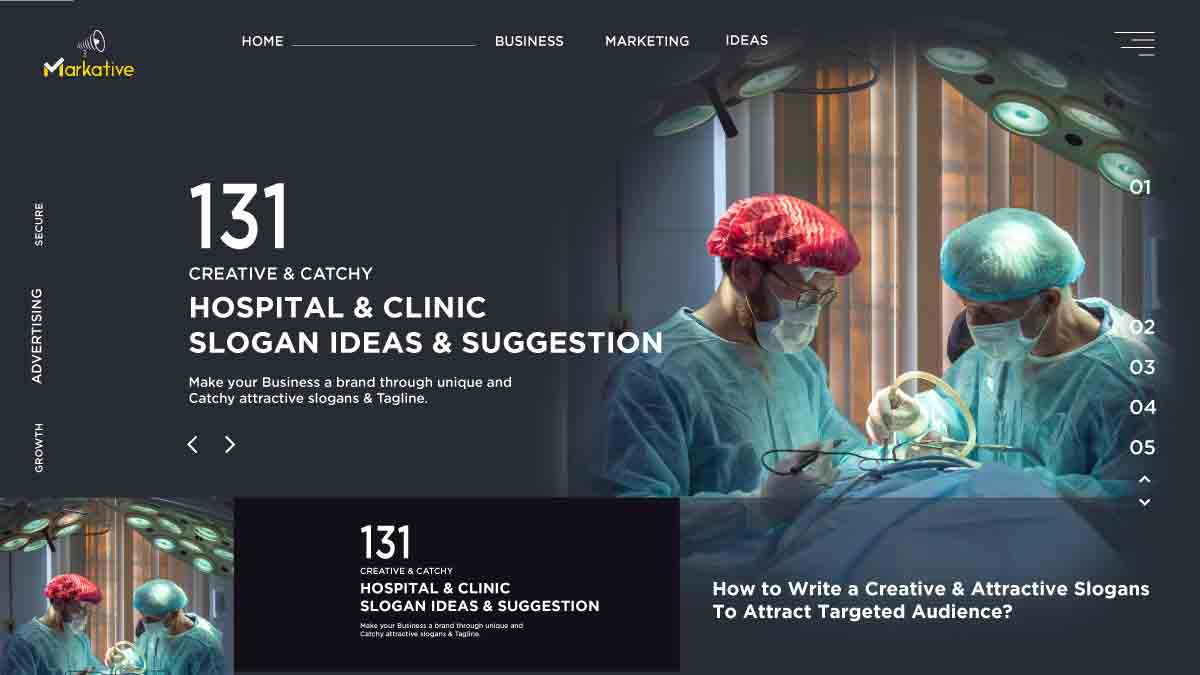 Markative
HOME
BUSINESS
MARKETING
IDEAS
SECURE
ADVERTISING
GROWTH
131
CREATIVE & CATCHY
HOSPITAL & CLINIC
SLOGAN IDEAS & SUGGESTION
Make your Business a brand through unique and
Catchy attractive slogans & Tagline.
01
02
03
04
05
131
CREATIVE & CATCHY
HOSPITAL & CLINIC
SLOGAN IDEAS & SUGGESTION
Make your Business a brand through unique and
Catchy attractive slogans & Tagline.
How to Write a Creative & Attractive Slogans
To Attract Targeted Audience?